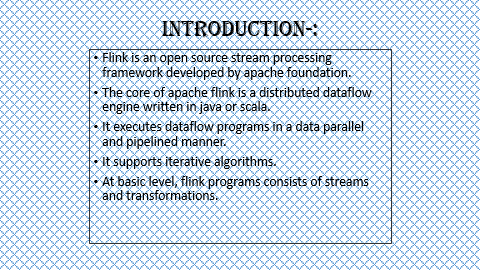 INTRODUCTION-:
• Flink is an open source stream processing
framework developed by apache foundation.
• The core of apache flink is a distributed dataflow
engine written in java or scala.
• It executes dataflow programs in a data parallel
and pipelined manner.
• It supports iterative algorithms.
• At basic level, flink programs consists of streams
and transformations.